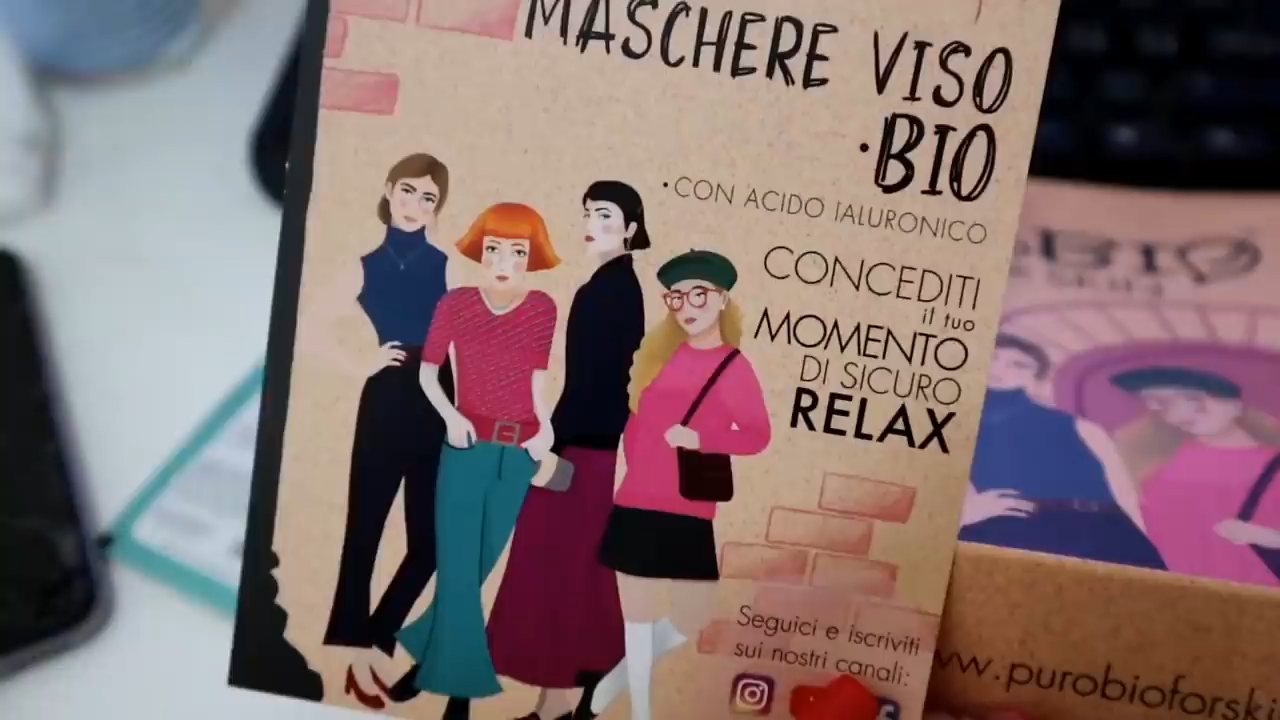 MASCHERE VISO
·BIO
·CON ACIDO IALURONICO
CONCEDITI
il tuo
MOMENTO
DI SICURO
RELAX
Seguici e iscriviti
sui nostri canali:
www.purobioforski